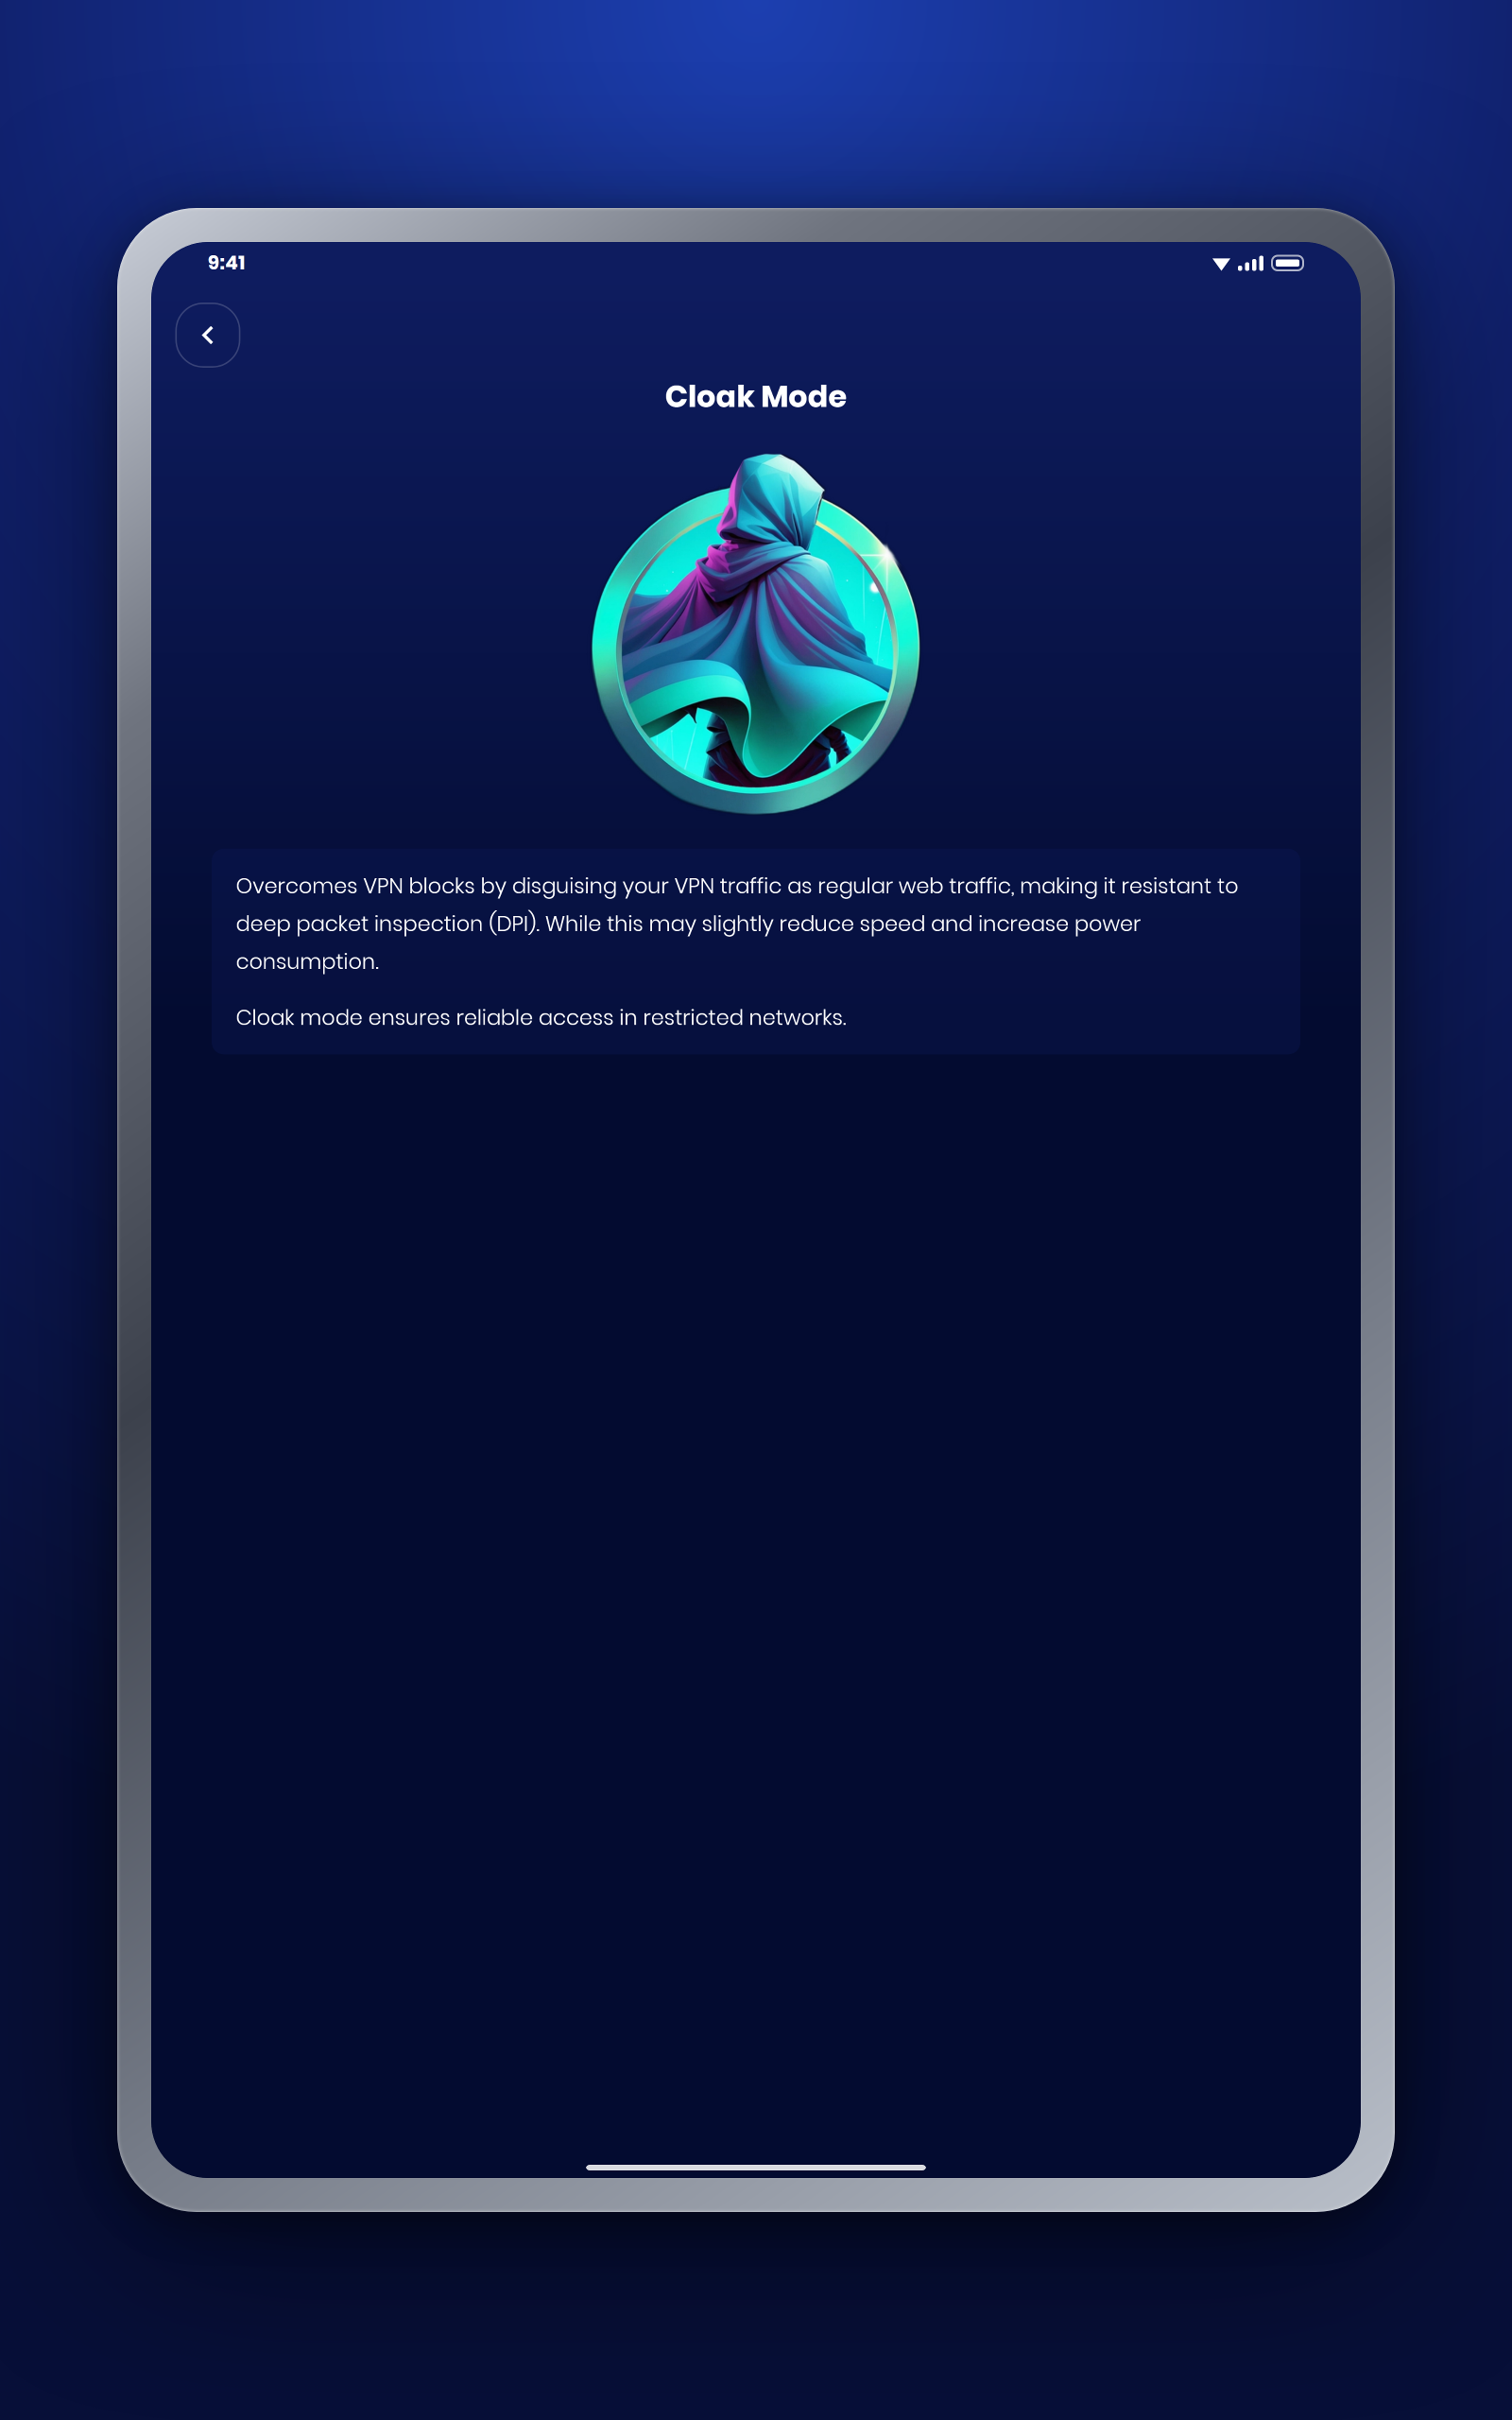 9:41
Cloak Mode
Overcomes VPN blocks by disguising your VPN traffic as regular web traffic, making it resistant to
deep packet inspection (DPI). While this may slightly reduce speed and increase power
consumption.
Cloak mode ensures reliable access in restricted networks.